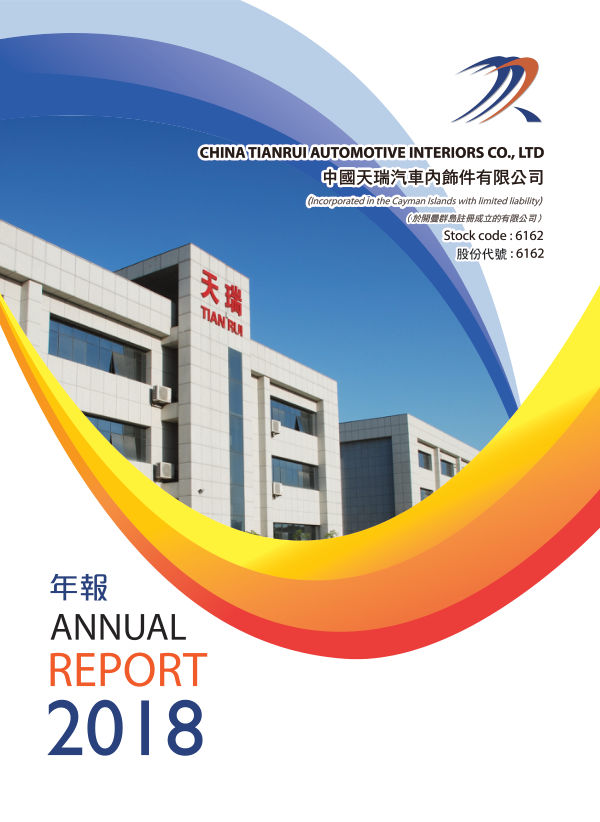 CHINA TIANRUI AUTOMOTIVE INTERIORS CO., LTD
中國天瑞汽車內飾件有限公司
(Incorporated in the Cayman Islands with limited liability)
(於開曼群島註冊成立的有限公司)
Stock code : 6162
股份代號 : 6162
天瑞
TIAN RUI
年報
ANNUAL
REPORT
2018